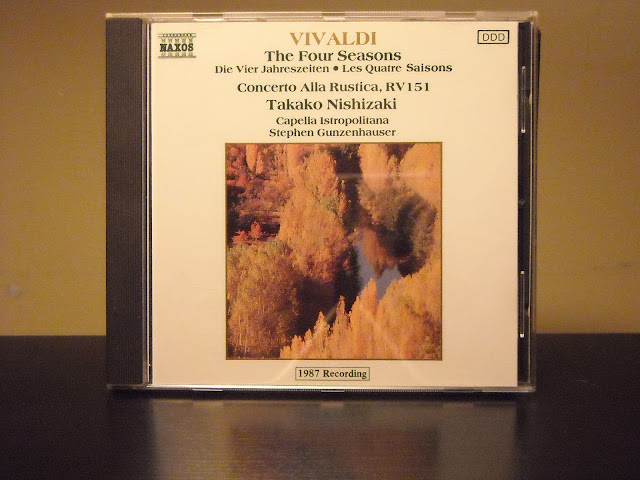 NAXOS
DDD
VIVALDI
The Four Seasons
Die Vier Jahreszeiten • Les Quatre Saisons
Concerto Alla Rustica, RV151
Takako Nishizaki
Capella Istropolitana
Stephen Gunzenhauser
1987 Recording